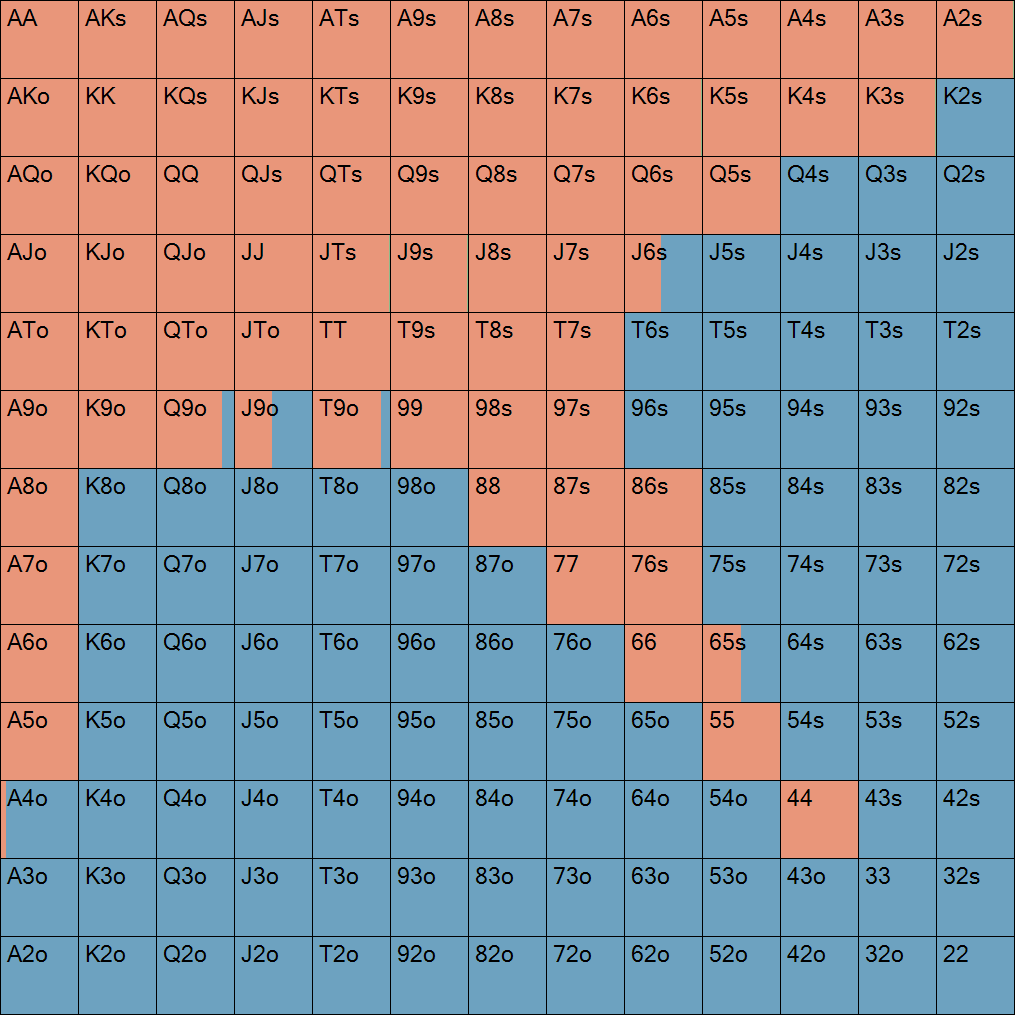 AA AKs AQs AJs ATs A9s A8s A7s A6s A5s A4s A3s A2s
AKo KK KQs KJs KTs K9s K8s K7s K6s K5s K4s K3s K2s
AQo KQo QQ QJs QTs Q9s Q8s Q7s Q6s Q5s Q4s Q3s Q2s
AJo KJo QJo JJ JTs J9s J8s J7s J6s J5s J4s J3s J2s
ATo KTo QTo JTo TT T9s T8s T7s T6s T5s T4s T3s T2s
A9o K9o Q9o J9o T9o 99 98s 97s 96s 95s 94s 93s 92s
A8o K8o Q8o J8o T8o 98o 88 87s 86s 85s 84s 83s 82s
A7o K7o Q7o J7o T7o 97o 87o 77 76s 75s 74s 73s 72s
A6o K6o Q6o J6o T6o 96o 86o 76o 66 65s 64s 63s 62s
A5o K5o Q5o J5o T5o 95o 85o 75o 65o 55 54s 53s 52s
A4o K4o Q4o J4o T4o 94o 84o 74o 64o 54o 44 43s 42s
A3o K3o Q3o J3o T3o 93o 83o 73o 63o 53o 43o 33 32s
A2o K2o Q2o J2o T2o 92o 82o 72o 62o 52o 42o 32o 22